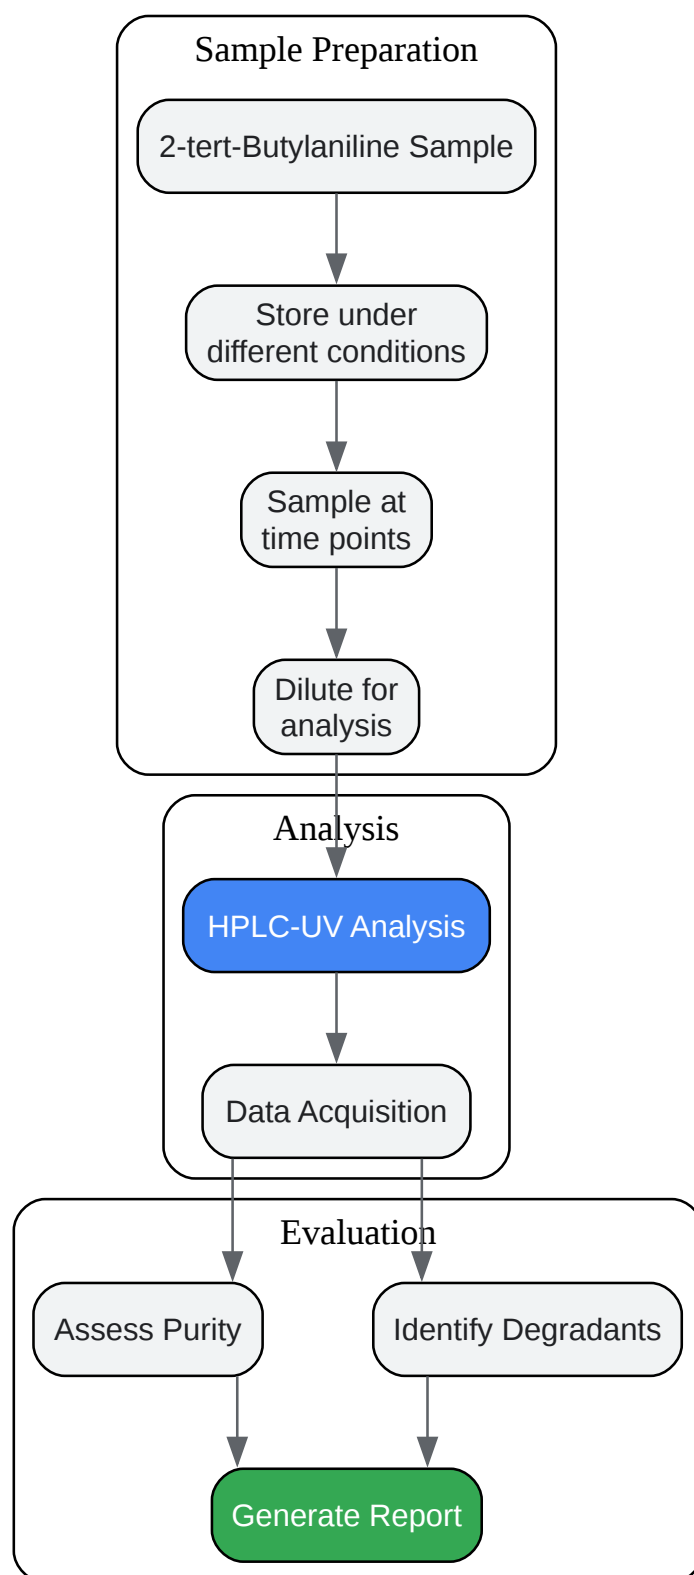 Sample Preparation
2-tert-Butylaniline Sample
Store under
different conditions
Sample at
time points
Dilute for
analysis
Analysis
HPLC-UV Analysis
Data Acquisition
Evaluation
Assess Purity
Identify Degradants
Generate Report